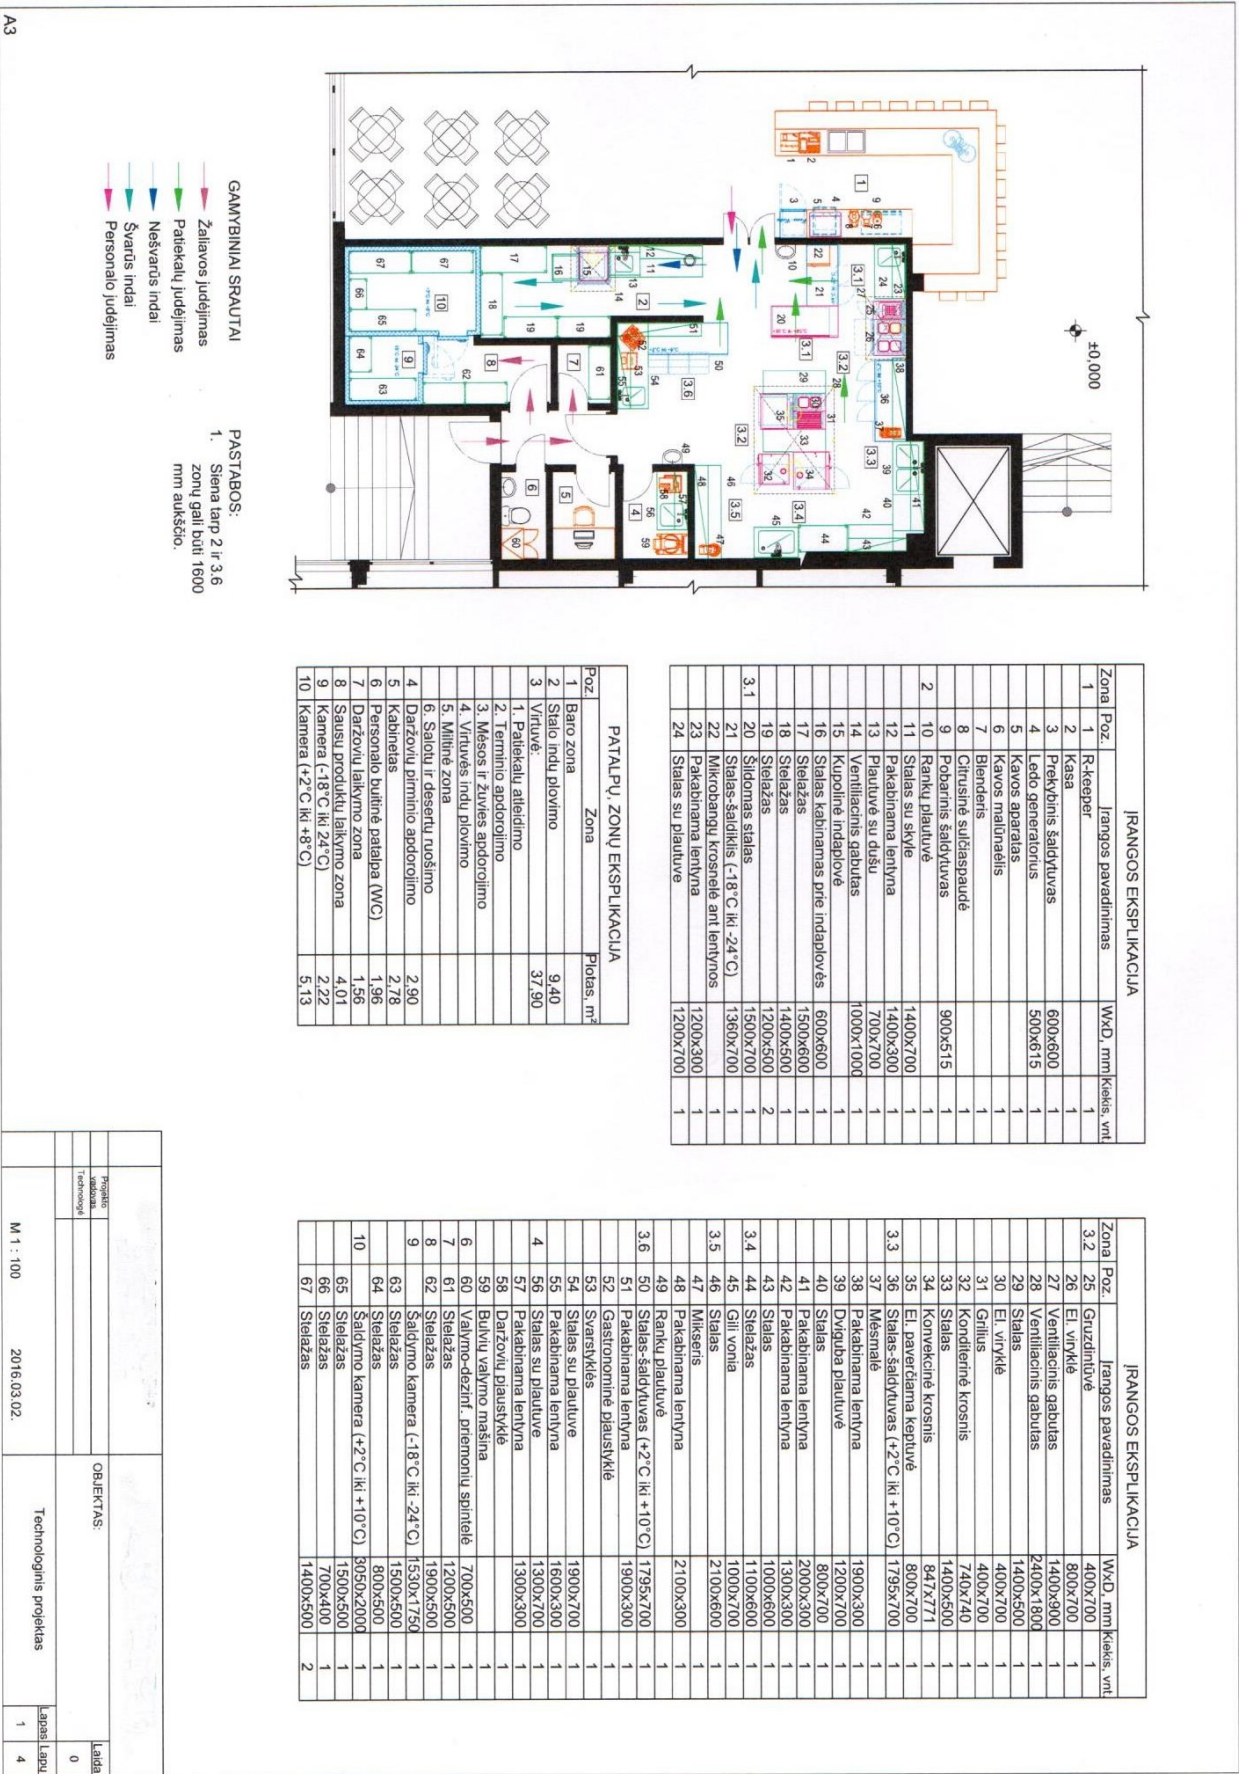 A3
±0,000
GAMYBINIAI SRAUTAI
Žaliavos judėjimas
Patiekalų judėjimas
Nešvarūs indai
Švarūs indai
Personalo judėjimas
PASTABOS:
1. Siena tarp 2 ir 3.6
zonų gali būti 1600
mm aukščio.
ĮRANGOS EKSPLIKACIJA
Zona Poz. Įrangos pavadinimas WxD, mm Kiekis, vnt.
1 1 R-keeper 1
2 Kasa 1
3 Prekybinis šaldytuvas 600x600 1
4 Ledo generatorius 500x615 1
5 Kavos aparatas 1
6 Kavos malūnaėlis 1
7 Blenderis 1
8 Citrusinė sulčiaspaudė 1
9 Pobarinis šaldytuvas 900x515 1
2 10 Rankų plautuvė 1
11 Stalas su skyle 1400x700 1
12 Pakabinama lentyna 1400x300 1
13 Plautuvė su dušu 700x700 1
14 Ventiliacinis gabutas 1000x1000 1
15 Kupolinė indaplovė 1
16 Stalas kabinamas prie indaplovės 600x600 1
17 Stelažas 1500x600 1
18 Stelažas 1400x500 1
19 Stelažas 1200x500 2
3.1 20 Šildomas stalas 1500x700 1
21 Stalas-šaldiklis (-18°C iki -24°C) 1360x700 1
22 Mikrobangų krosnelė ant lentynos 1
23 Pakabinama lentyna 1200x300 1
24 Stalas su plautuve 1200x700 1
PATALPŲ, ZONŲ EKSPLIKACIJA
Poz. Zona Plotas, m²
1 Baro zona
2 Stalo indų plovimo 9,40
3 Virtuvė: 37,90
1. Patiekalų atleidimo
2. Terminio apdorojimo
3. Mėsos ir žuvies apdorojimo
4. Virtuvės indų plovimo
5. Miltinė zona
6. Salotų ir desertų ruošimo
4 Daržovių pirminio apdorojimo 2,90
5 Kabinetas 2,78
6 Personalo buitinė patalpa (WC) 1,96
7 Daržovių laikymo zona 1,56
8 Sausų produktų laikymo zona 4,01
9 Kamera (-18°C iki 24°C) 2,22
10 Kamera (+2°C iki +8°C) 5,13
ĮRANGOS EKSPLIKACIJA
Zona Poz. Įrangos pavadinimas WxD, mm Kiekis, vnt.
3.2 25 Gruzdintūvė 400x700 1
26 El. viryklė 800x700 1
27 Ventiliacinis gabutas 1400x900 1
28 Ventiliacinis gabutas 2400x1800 1
29 Stalas 1400x500 1
30 El. viryklė 400x700 1
31 Grilius 400x700 1
32 Konditerinė krosnis 740x740 1
33 Stalas 1400x500 1
34 Konvekcinė krosnis 847x771 1
35 El. paverčiama keptuvė 800x700 1
3.3 36 Stalas-šaldytuvas (+2°C iki +10°C) 1795x700 1
37 Mėsmalė 1
38 Pakabinama lentyna 1900x300 1
39 Dviguba plautuvė 1200x700 1
40 Stalas 800x700 1
41 Pakabinama lentyna 2000x300 1
42 Pakabinama lentyna 1300x300 1
43 Stalas 1000x600 1
3.4 44 Stelažas 1100x600 1
45 Gili vonia 1000x700 1
3.5 46 Stalas 2100x600 1
47 Mikseris 1
48 Pakabinama lentyna 2100x300 1
49 Rankų plautuvė 1
3.6 50 Stalas-šaldytuvas (+2°C iki +10°C) 1795x700 1
51 Pakabinama lentyna 1900x300 1
52 Gastronominė pjaustyklė 1
53 Svarstyklės 1
54 Stalas su plautuve 1900x700 1
55 Pakabinama lentyna 1600x300 1
4 56 Stalas su plautuve 1300x700 1
57 Pakabinama lentyna 1300x300 1
58 Daržovių pjaustyklė 1
59 Bulvių valymo mašina 1
6 60 Valymo-dezinf. priemonių spintelė 700x500 1
7 61 Stelažas 1200x500 1
8 62 Stelažas 1900x500 1
9 Šaldymo kamera (-18°C iki -24°C) 1530x1750 1
63 Stelažas 1500x500 1
64 Stelažas 800x500 1
10 Šaldymo kamera (+2°C iki +10°C) 3050x2000 1
65 Stelažas 1500x500 1
66 Stelažas 700x400 1
67 Stelažas 1400x500 2
Projekto
vadovas
Technologė
OBJEKTAS:
Laida
0
M 1 : 100 2016.03.02.
Technologinis projektas
Lapas Lapų
1 4